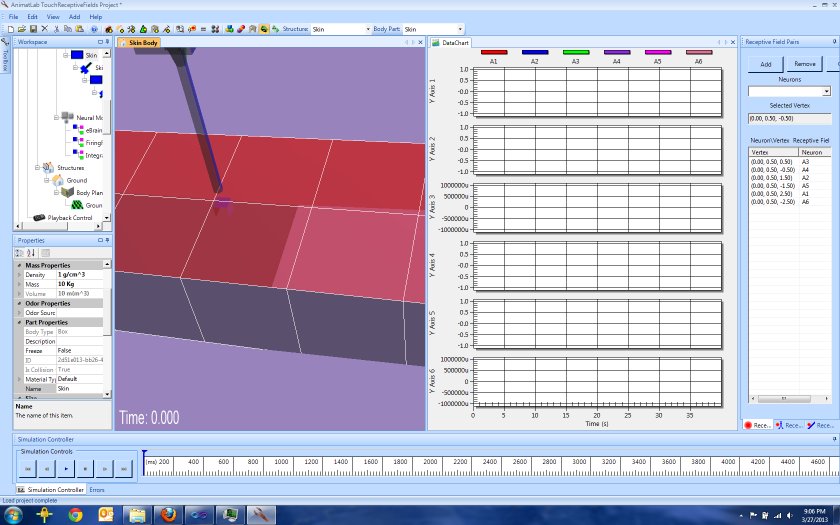 AnimatLab TouchReceptiveFields Project *
File Edit View Add Help
Structure: Skin Body Part: Skin
Toolbox
Workspace
Skin
Ski
Neural Mo
eBrain
Firingf
Integra
Structures
Ground
Body Plan
Groun
Playback Control
Properties
Mass Properties
Density 1 g/cm^3
Mass 10 Kg
Volume 10 m(m^3)
Odor Properties
Odor Sourc
Part Properties
Body Type Box
Description
Freeze False
ID 2d51e013-bb26-4
Is Collision True
Material Ty Default
Name Skin
Size
Name
The name of this item.
Skin Body
Time: 0.000
DataChart
A1 A2 A3 A4 A5 A6
Y Axis 1
1.0
0.5
0.0
-0.5
-1.0
Y Axis 2
1.0
0.5
0.0
-0.5
-1.0
Y Axis 3
1000000u
500000u
0
-500000u
-1000000u
Y Axis 4
1.0
0.5
0.0
-0.5
-1.0
Y Axis 5
1.0
0.5
0.0
-0.5
-1.0
Y Axis 6
1000000u
500000u
0
-500000u
-1000000u
0 5 10 15 20 25 30 35
Time (s)
Receptive Field Pairs
Add Remove
Neurons
Selected Vertex
(0.00, 0.50, -0.50)
Neuron\Vertex Receptive Fiel
Vertex Neuron
(0.00, 0.50, 0.50) A3
(0.00, 0.50, -0.50) A4
(0.00, 0.50, 1.50) A2
(0.00, 0.50, -1.50) A5
(0.00, 0.50, 2.50) A1
(0.00, 0.50, -2.50) A6
Rece... Rece... Rece...
Simulation Controller
Simulation Controls
(ms) 200 400 600 800 1000 1200 1400 1600 1800 2000 2200 2400 2600 2800 3000 3200 3400 3600 3800 4000 4200 4400 4600
Simulation Controller Errors
Load project complete
9:06 PM
3/27/2013